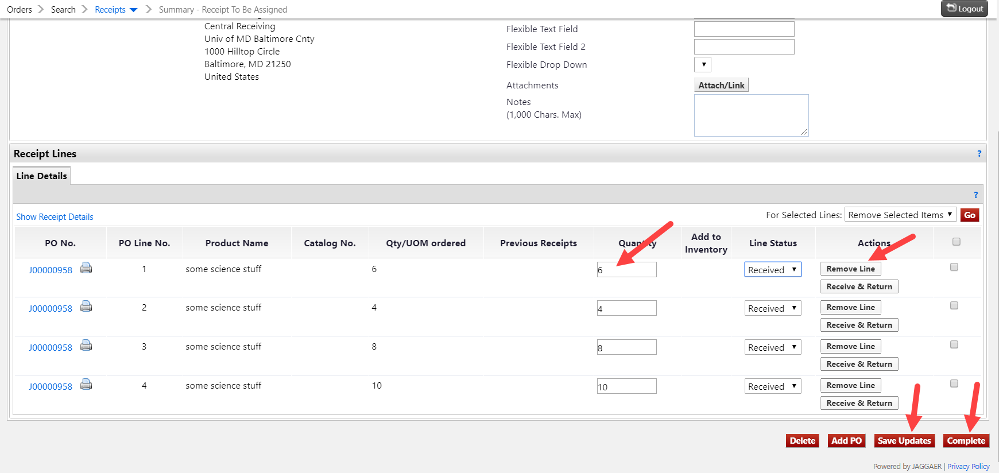 Orders Search Receipts Summary - Receipt To Be Assigned Logout
Central Receiving
Univ of MD Baltimore Cnty
1000 Hilltop Circle
Baltimore, MD 21250
United States
Flexible Text Field
Flexible Text Field 2
Flexible Drop Down
Attachments Attach/Link
Notes
(1,000 Chars. Max)
Receipt Lines ?
Line Details
?
Show Receipt Details For Selected Lines: Remove Selected Items Go
PO No. PO Line No. Product Name Catalog No. Qty/UOM ordered Previous Receipts Quantity Add to Inventory Line Status Actions
J00000958 1 some science stuff 6 6 Received Remove Line
Receive & Return
J00000958 2 some science stuff 4 4 Received Remove Line
Receive & Return
J00000958 3 some science stuff 8 8 Received Remove Line
Receive & Return
J00000958 4 some science stuff 10 10 Received Remove Line
Receive & Return
Delete Add PO Save Updates Complete
Powered by JAGGAER | Privacy Policy